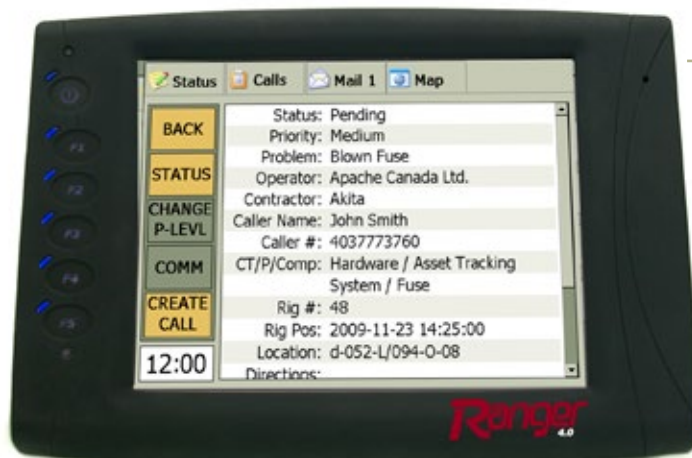 Status Calls Mail 1 Map
BACK
STATUS
CHANGE
P-LEVL
COMM
CREATE
CALL
12:00
Status: Pending
Priority: Medium
Problem: Blown Fuse
Operator: Apache Canada Ltd.
Contractor: Akita
Caller Name: John Smith
Caller #: 4037773760
CT/P/Comp: Hardware / Asset Tracking
System / Fuse
Rig #: 48
Rig Pos: 2009-11-23 14:25:00
Location: d-052-L/094-O-08
Directions:
F1
F2
F3
F4
F5
Ranger
4.0